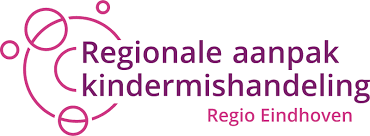 Regionale aanpak
kindermishandeling
Regio Eindhoven